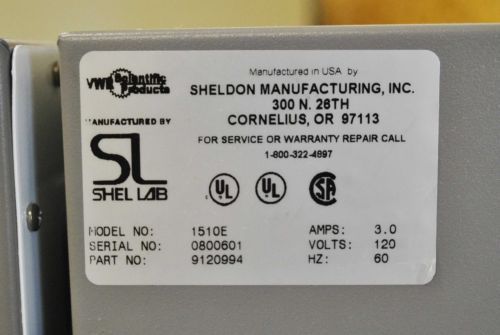 VWR Scientific
Products
MANUFACTURED BY
SL
SHEL LAB
Manufactured in USA by
SHELDON MANUFACTURING, INC.
300 N. 26TH
CORNELIUS, OR 97113
FOR SERVICE OR WARRANTY REPAIR CALL
1-800-322-4897
UL UL SA
MODEL NO: 1510E AMPS: 3.0
SERIAL NO: 0800601 VOLTS: 120
PART NO: 9120994 HZ: 60